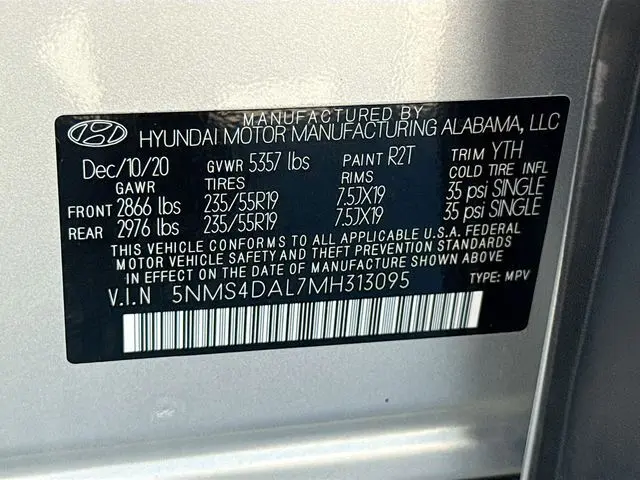 MANUFACTURED BY
HYUNDAI MOTOR MANUFACTURING ALABAMA, LLC
Dec/10/20 GVWR 5357 lbs PAINT R2T TRIM YTH
GAWR TIRES RIMS COLD TIRE INFL
FRONT 2866 lbs 235/55R19 7.5JX19 35 psi SINGLE
REAR 2976 lbs 235/55R19 7.5JX19 35 psi SINGLE
THIS VEHICLE CONFORMS TO ALL APPLICABLE U.S.A. FEDERAL
MOTOR VEHICLE SAFETY AND THEFT PREVENTION STANDARDS
IN EFFECT ON THE DATE OF MANUFACTURE SHOWN ABOVE.
V.I.N 5NMS4DAL7MH313095 TYPE: MPV